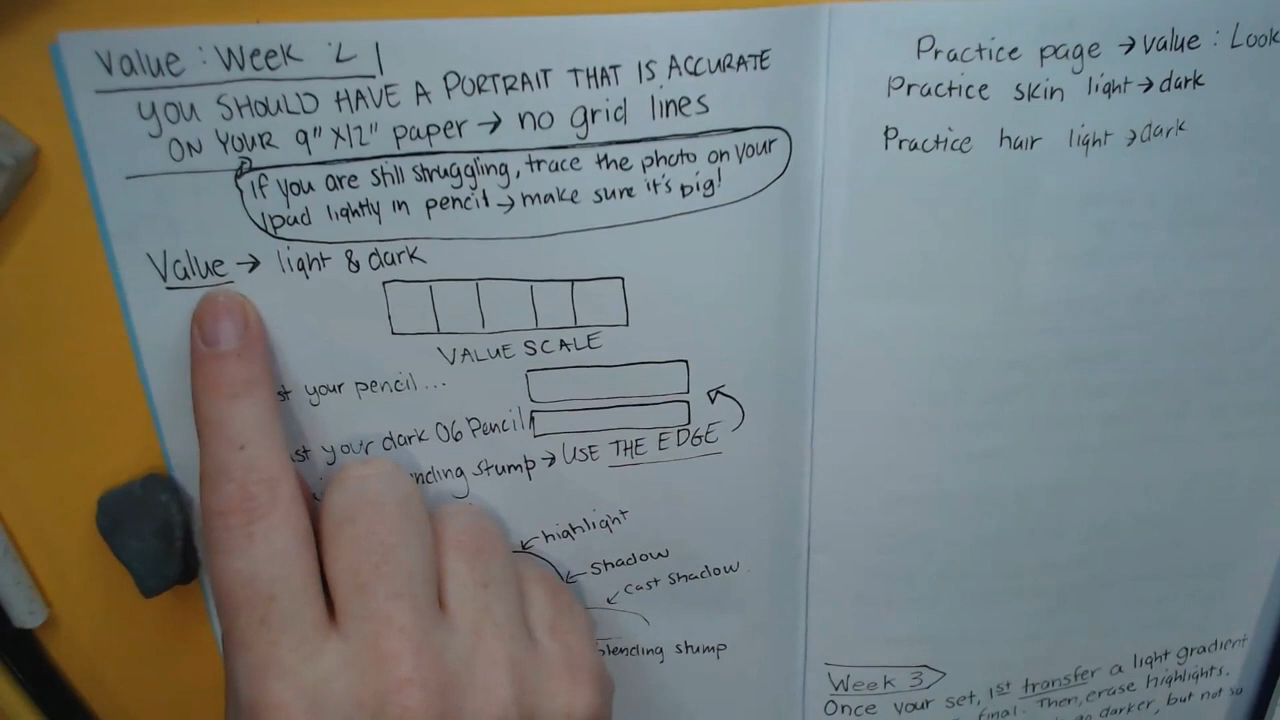 Value: Week 2 1
YOU SHOULD HAVE A PORTRAIT THAT IS ACCURATE
ON YOUR 9" X12" paper → no grid lines
If you are still struggling, trace the photo on your
ipad lightly in pencil → make sure it's big!
Value → light & dark
VALUE SCALE
st your pencil...
st your dark 06 Pencil
nding stump → USE THE EDGE
highlight
shadow
cast shadow
blending stump
Practice page → value: Look
Practice skin light → dark
Practice hair light → dark
Week 3
Once your set, 1st transfer a light gradient
final. Then, erase highlights.
darker, but not so